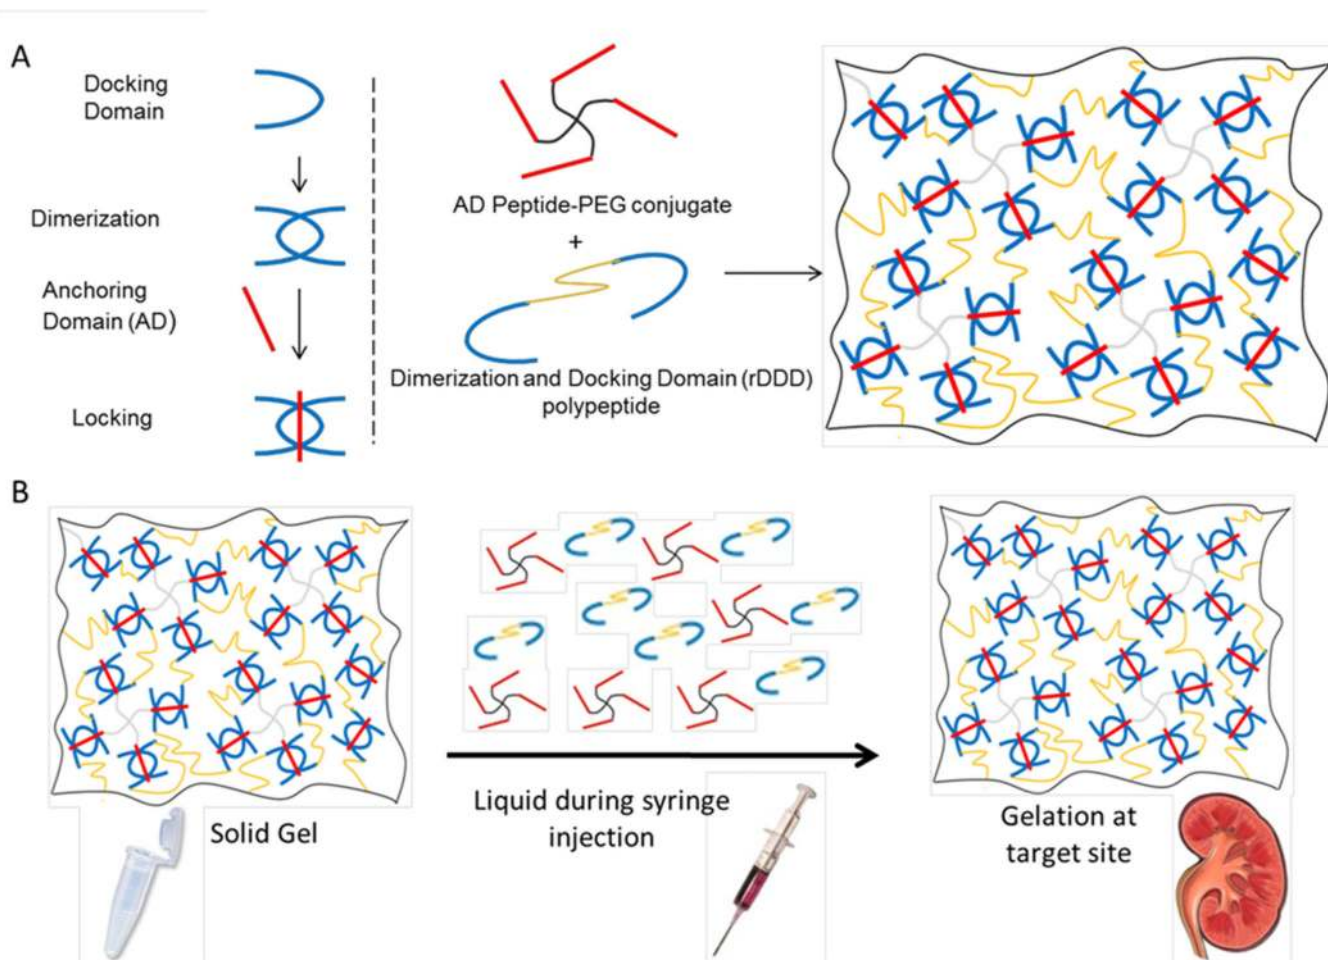 A
Docking
Domain
Dimerization
Anchoring
Domain (AD)
Locking
AD Peptide-PEG conjugate
+
Dimerization and Docking Domain (rDDD)
polypeptide
B
Solid Gel
Liquid during syringe
injection
Gelation at
target site